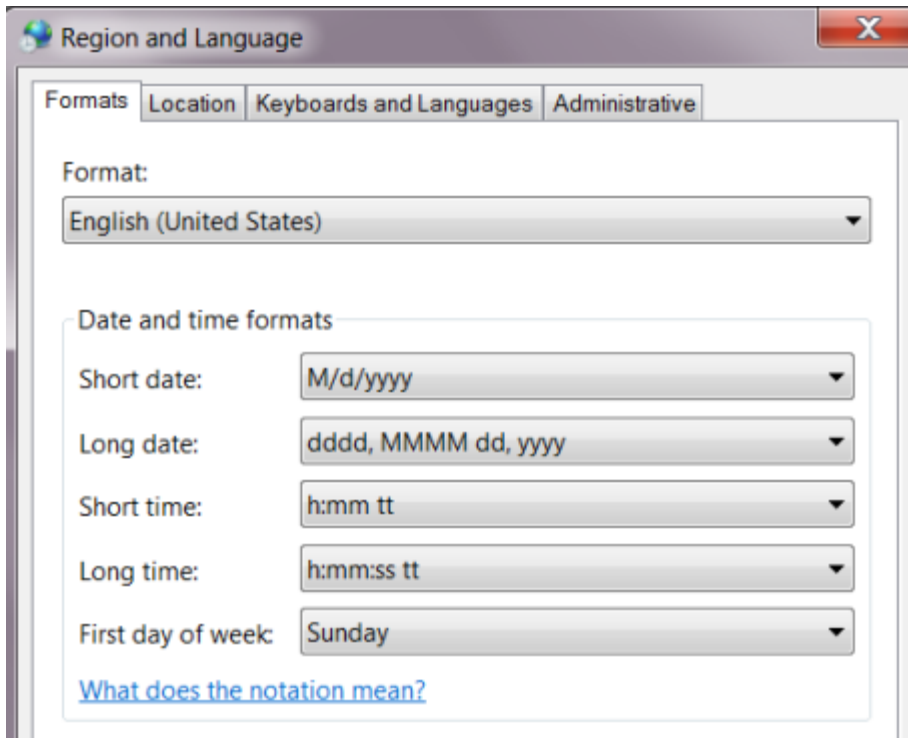 Region and Language
Formats Location Keyboards and Languages Administrative
Format:
English (United States)
Date and time formats
Short date: M/d/yyyy
Long date: dddd, MMMM dd, yyyy
Short time: h:mm tt
Long time: h:mm:ss tt
First day of week: Sunday
What does the notation mean?